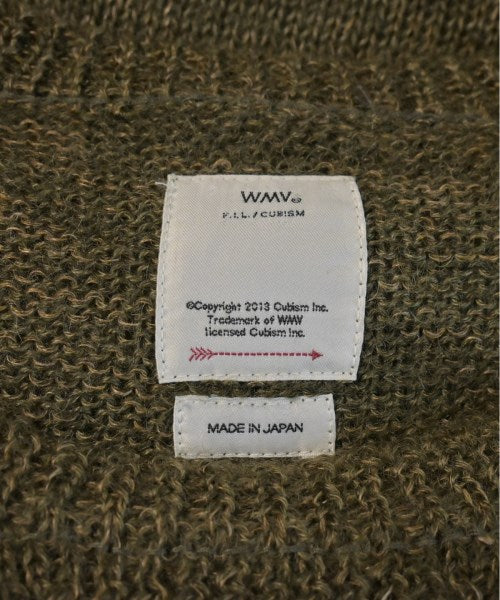 WMV®
F.I.L. / CUBISM
©Copyright 2013 Cubism Inc.
Trademark of WMV
licensed Cubism Inc.
MADE IN JAPAN